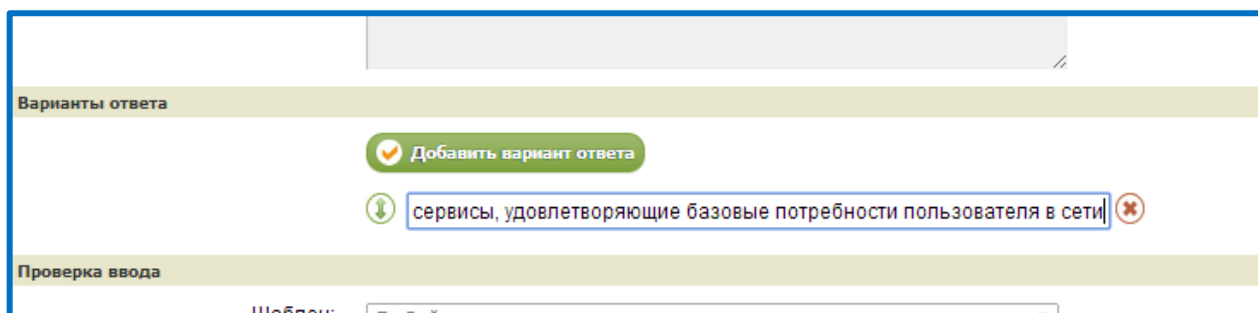 Варианты ответа
Добавить вариант ответа
сервисы, удовлетворяющие базовые потребности пользователя в сети
Проверка ввода